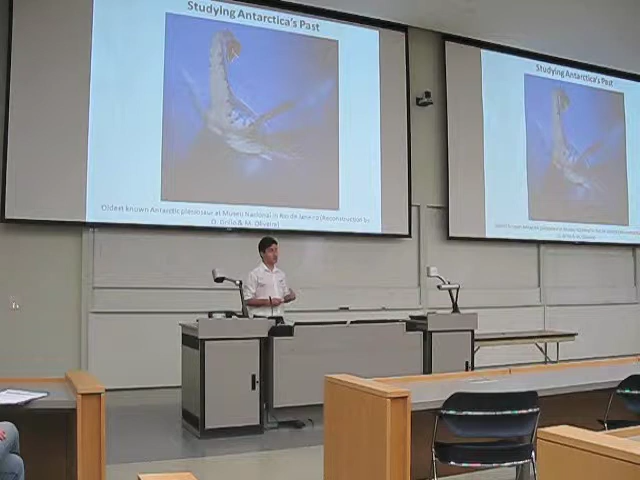 Studying Antarctica's Past
Oldest known Antarctic plesiosaur at Museu Nacional in Rio de Janeiro (Reconstruction by
O. Grillo & M. Oliveira)
Studying Antarctica's Past